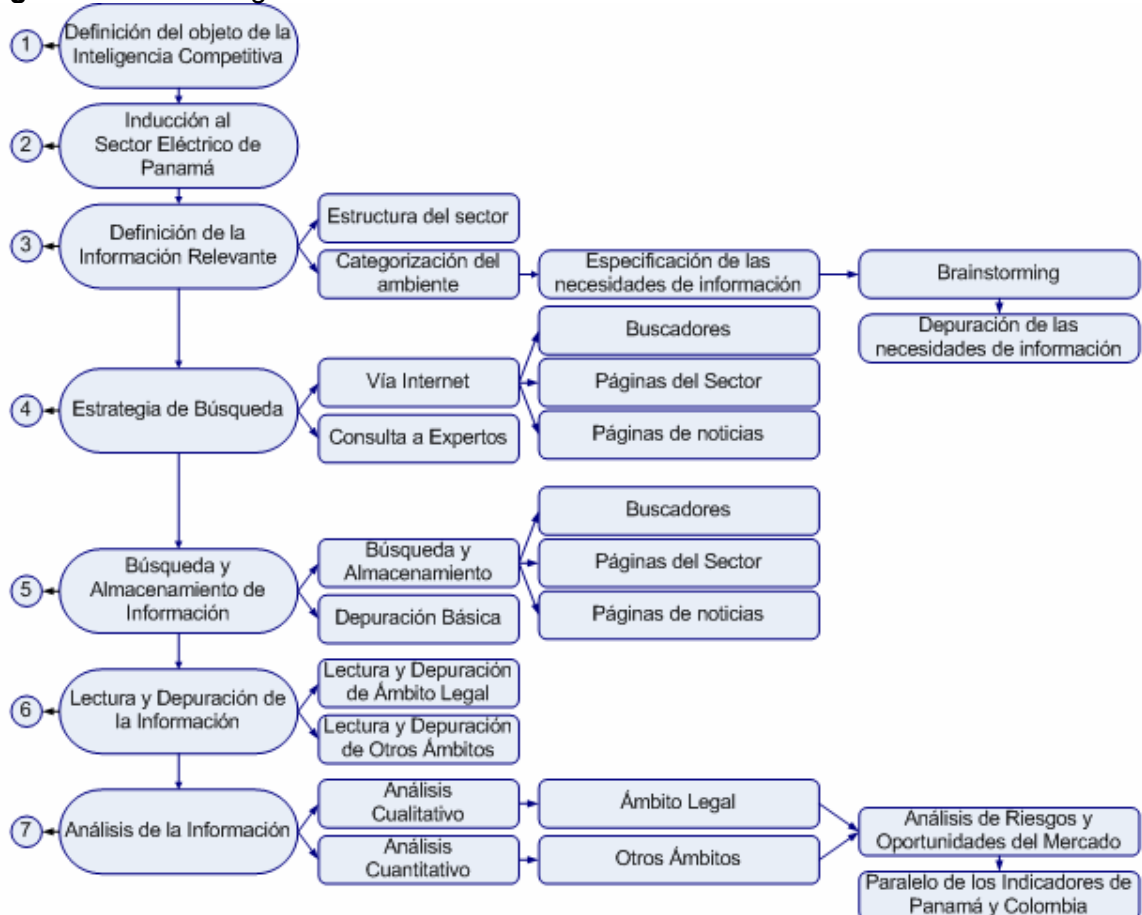 1
Definición del objeto de la
Inteligencia Competitiva
2
Inducción al
Sector Eléctrico de
Panamá
3
Definición de la
Información Relevante
Estructura del sector
Categorización del
ambiente
Especificación de las
necesidades de información
Brainstorming
Depuración de las
necesidades de información
4
Estrategia de Búsqueda
Vía Internet
Consulta a Expertos
Buscadores
Páginas del Sector
Páginas de noticias
5
Búsqueda y
Almacenamiento de
Información
Búsqueda y
Almacenamiento
Depuración Básica
Buscadores
Páginas del Sector
Páginas de noticias
6
Lectura y Depuración de
la Información
Lectura y Depuración
de Ámbito Legal
Lectura y Depuración
de Otros Ámbitos
7
Análisis de la Información
Análisis
Cualitativo
Análisis
Cuantitativo
Ámbito Legal
Otros Ámbitos
Análisis de Riesgos y
Oportunidades del Mercado
Paralelo de los Indicadores de
Panamá y Colombia